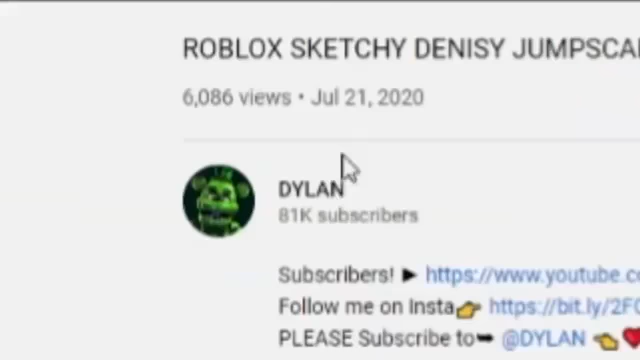 ROBLOX SKETCHY DENISY JUMPSCA
6,086 views • Jul 21, 2020
DYLAN
81K subscribers
Subscribers! ► https://www.youtube.c
Follow me on Insta👉 https://bit.ly/2F
PLEASE Subscribe to➥ @DYLAN 👈❤